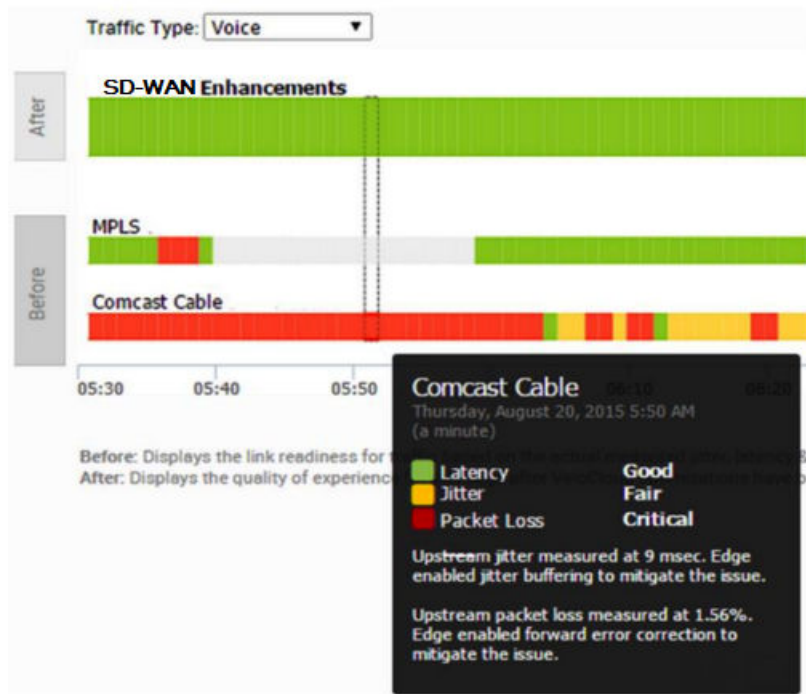 Traffic Type: Voice
SD-WAN Enhancements
After
MPLS
Before
Comcast Cable
05:30 05:40 05:50 06:10 06:20
Comcast Cable
Thursday, August 20, 2015 5:50 AM
(a minute)
Before: Displays the link readiness for
After: Displays the quality of experience
Latency Good
Jitter Fair
Packet Loss Critical
Upstream jitter measured at 9 msec. Edge
enabled jitter buffering to mitigate the issue.
Upstream packet loss measured at 1.56%.
Edge enabled forward error correction to
mitigate the issue.